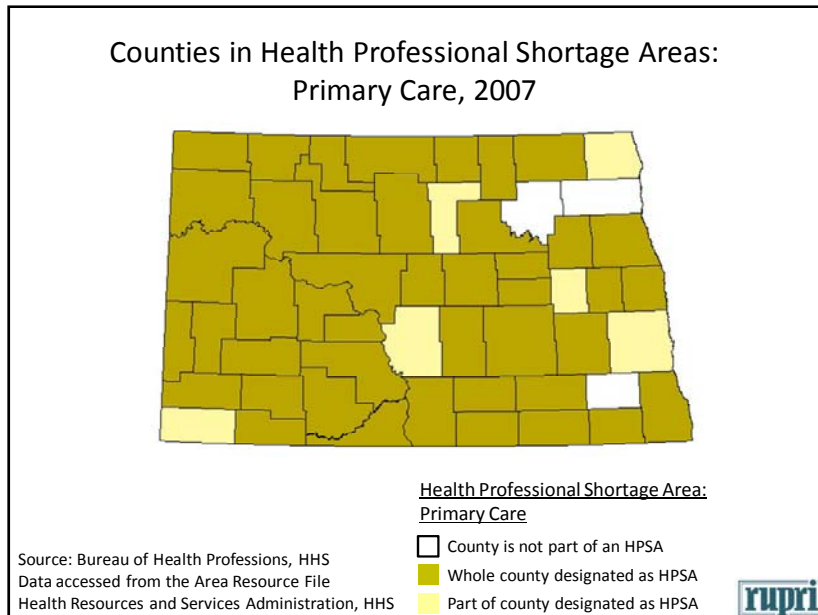 Counties in Health Professional Shortage Areas:
Primary Care, 2007
Health Professional Shortage Area:
Primary Care
County is not part of an HPSA
Whole county designated as HPSA
Part of county designated as HPSA
Source: Bureau of Health Professions, HHS
Data accessed from the Area Resource File
Health Resources and Services Administration, HHS
rupri